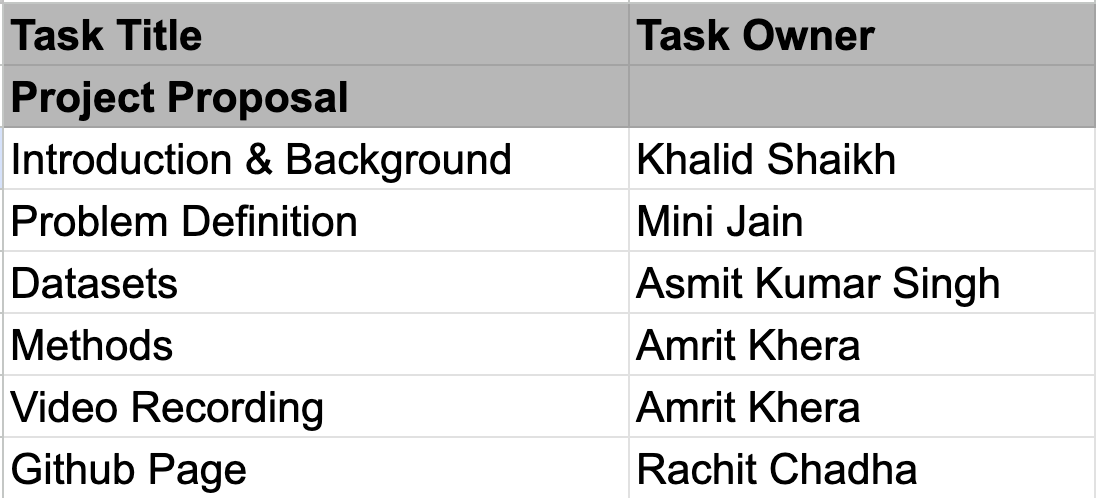 Task Title Task Owner
Project Proposal
Introduction & Background Khalid Shaikh
Problem Definition Mini Jain
Datasets Asmit Kumar Singh
Methods Amrit Khera
Video Recording Amrit Khera
Github Page Rachit Chadha